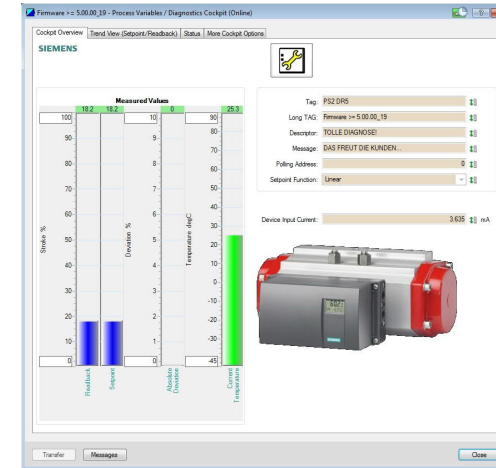 Firmware >= 5.00.00_19 - Process Variables / Diagnostics Cockpit (Online)
Cockpit Overview Trend View (Setpoint/Readback) Status More Cockpit Options
SIEMENS
Measured Values
18.2 18.2 0 25.3
100 10 90
90 9 80
80 8 70
60
70 7 50
60 6 40
50 5 30
20
40 4 10
30 3 0
-10
20 2 -20
10 1 -30
0 0 -45
Stroke %
Deviation %
Temperature degC
Readback
Setpoint
Absolute Deviation
Current Temperature
Tag: PS2 DR5
Long TAG: Firmware >= 5.00.00_19
Descriptor: TOLLE DIAGNOSE!
Message: DAS FREUT DIE KUNDEN...
Polling Address: 0
Setpoint Function: Linear
Device Input Current: 3.635 mA
SIEMENS
Transfer Messages Close